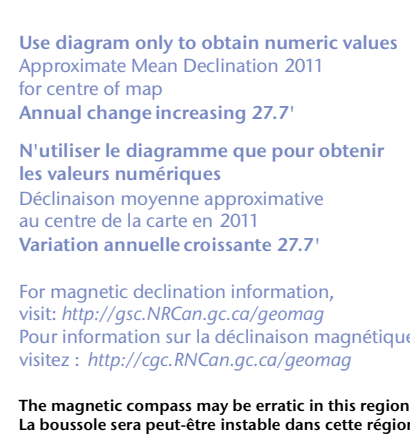 Use diagram only to obtain numeric values
Approximate Mean Declination 2011
for centre of map
Annual change increasing 27.7'
N'utiliser le diagramme que pour obtenir
les valeurs numériques
Déclinaison moyenne approximative
au centre de la carte en 2011
Variation annuelle croissante 27.7'
For magnetic declination information,
visit: http://gsc.NRCan.gc.ca/geomag
Pour information sur la déclinaison magnétique
visitez : http://cgc.RNCan.gc.ca/geomag
The magnetic compass may be erratic in this region
La boussole sera peut-être instable dans cette région